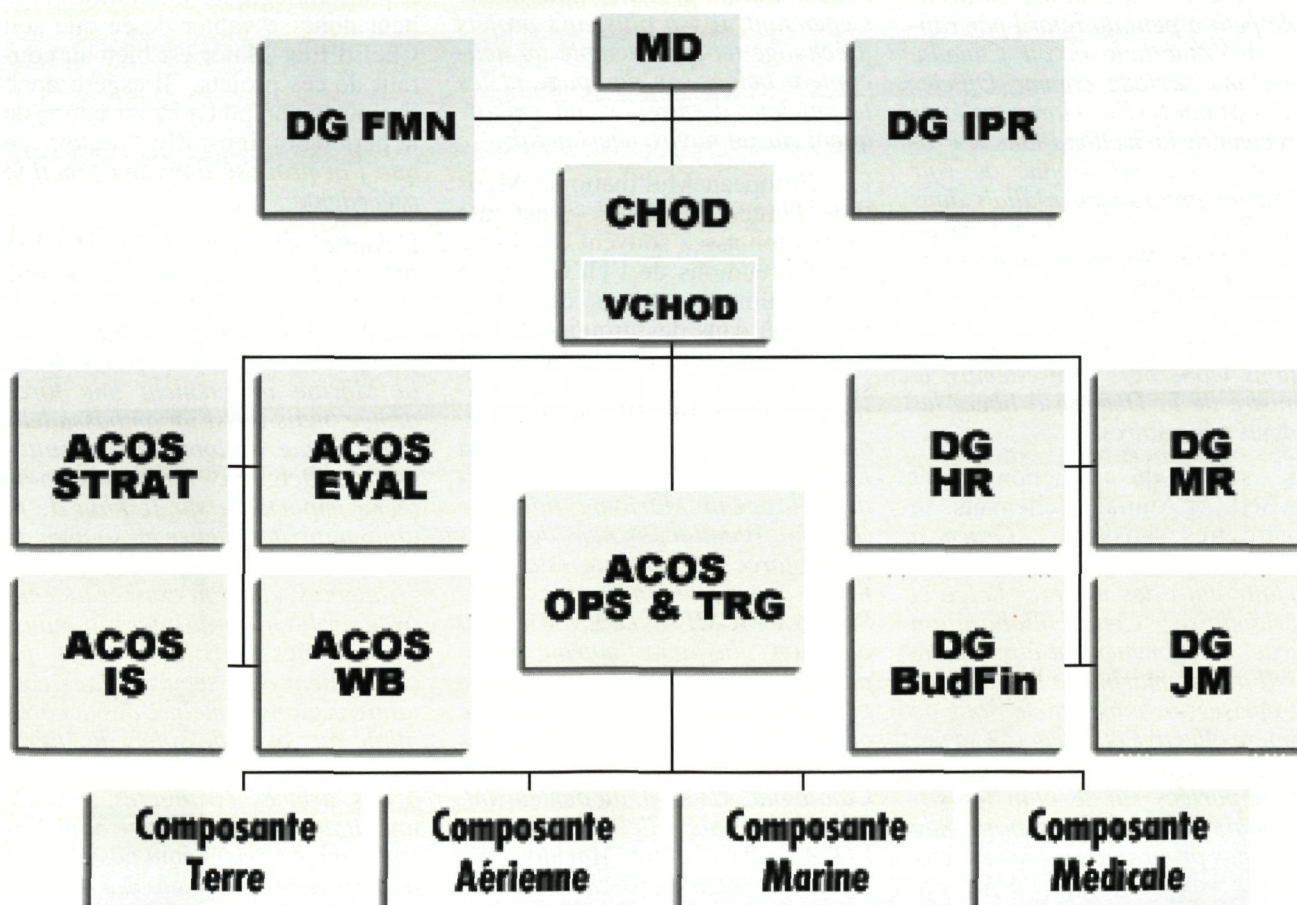 MD
DG FMN
DG IPR
CHOD
VCHOD
ACOS
STRAT
ACOS
EVAL
DG
HR
DG
MR
ACOS
OPS & TRG
ACOS
IS
ACOS
WB
DG
BudFin
DG
JM
Composante
Terre
Composante
Aérienne
Composante
Marine
Composante
Médicale